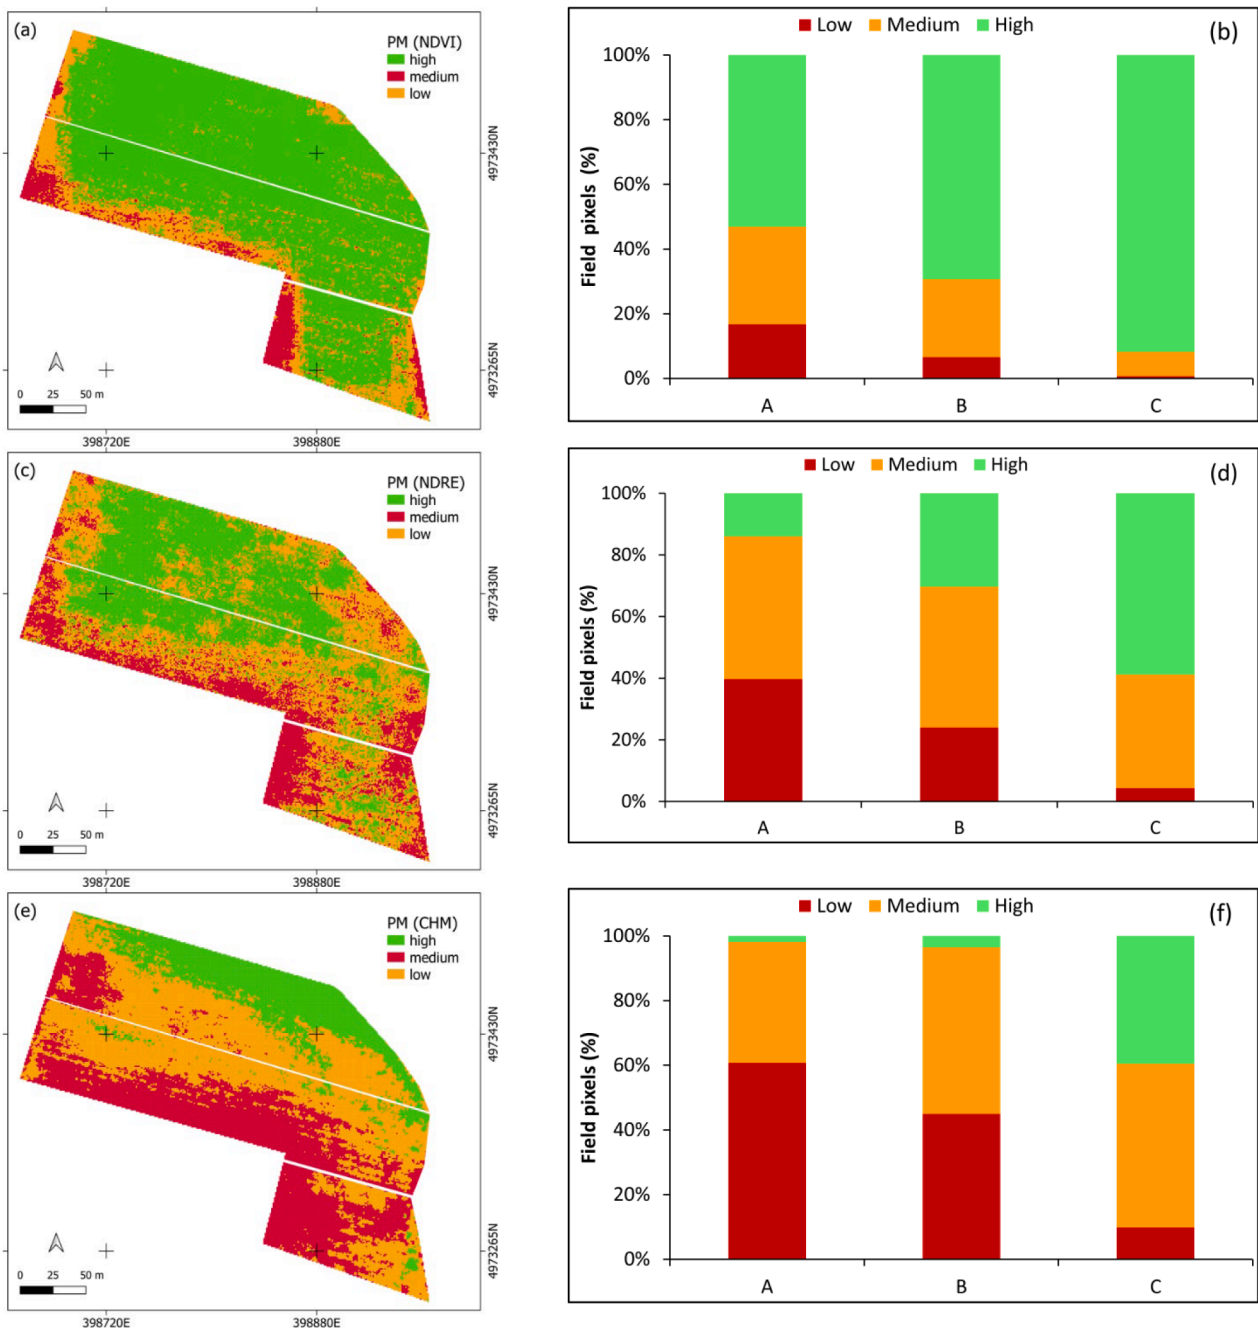 (a)
PM (NDVI)
high
medium
low
4973430N
4973265N
0 25 50 m
398720E 398880E
(b)
Low Medium High
Field pixels (%)
100%
80%
60%
40%
20%
0%
A B C
(c)
PM (NDRE)
high
medium
low
4973430N
4973265N
0 25 50 m
398720E 398880E
(d)
Low Medium High
Field pixels (%)
100%
80%
60%
40%
20%
0%
A B C
(e)
PM (CHM)
high
medium
low
4973430N
4973265N
0 25 50 m
398720E 398880E
(f)
Low Medium High
Field pixels (%)
100%
80%
60%
40%
20%
0%
A B C